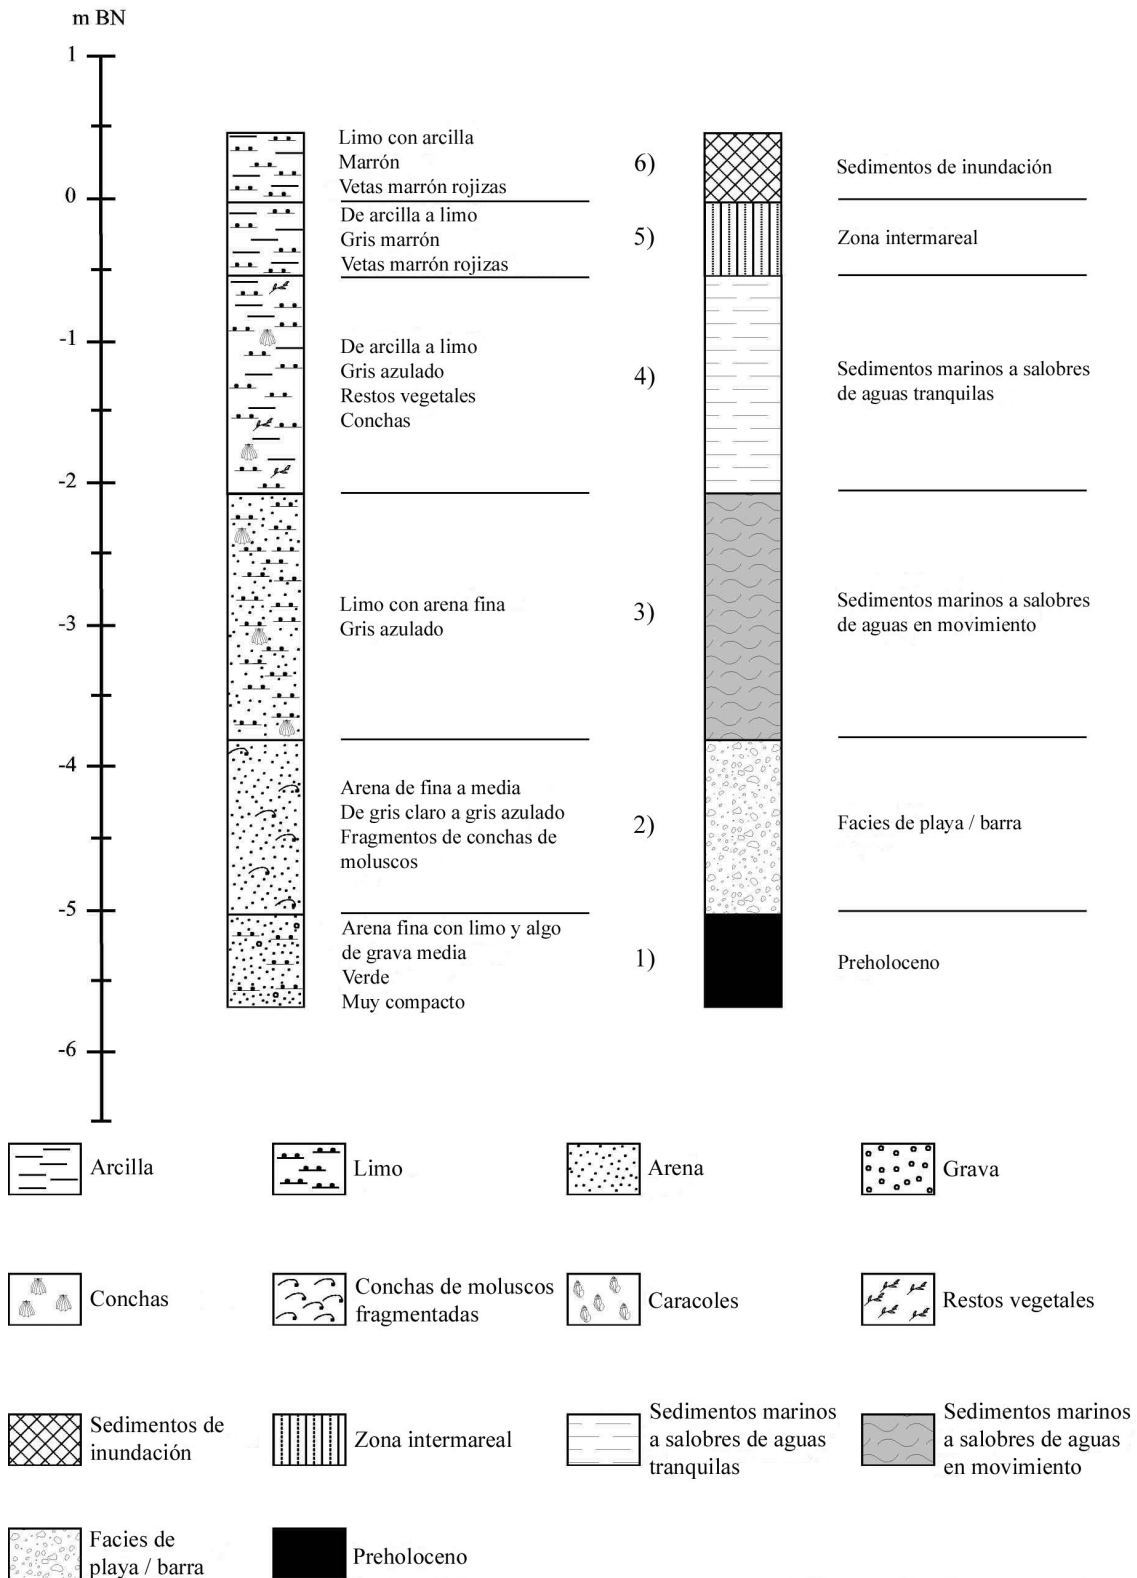 m BN
1
0
-1
-2
-3
-4
-5
-6
Limo con arcilla
Marrón
Vetas marrón rojizas
6)
Sedimentos de inundación
De arcilla a limo
Gris marrón
Vetas marrón rojizas
5)
Zona intermareal
De arcilla a limo
Gris azulado
Restos vegetales
Conchas
4)
Sedimentos marinos a salobres
de aguas tranquilas
Limo con arena fina
Gris azulado
3)
Sedimentos marinos a salobres
de aguas en movimiento
Arena de fina a media
De gris claro a gris azulado
Fragmentos de conchas de
moluscos
2)
Facies de playa / barra
Arena fina con limo y algo
de grava media
Verde
Muy compacto
1)
Preholoceno
Arcilla
Limo
Arena
Grava
Conchas
Conchas de moluscos
fragmentadas
Caracoles
Restos vegetales
Sedimentos de
inundación
Zona intermareal
Sedimentos marinos
a salobres de aguas
tranquilas
Sedimentos marinos
a salobres de aguas
en movimiento
Facies de
playa / barra
Preholoceno